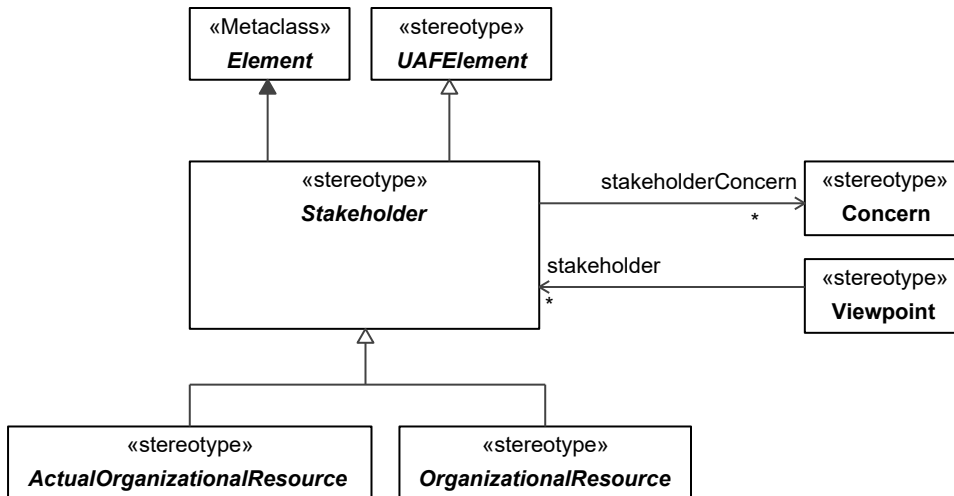 «Metaclass»
Element
«stereotype»
UAFElement
«stereotype»
Stakeholder
stakeholderConcern
*
«stereotype»
Concern
stakeholder
*
«stereotype»
Viewpoint
«stereotype»
ActualOrganizationalResource
«stereotype»
OrganizationalResource